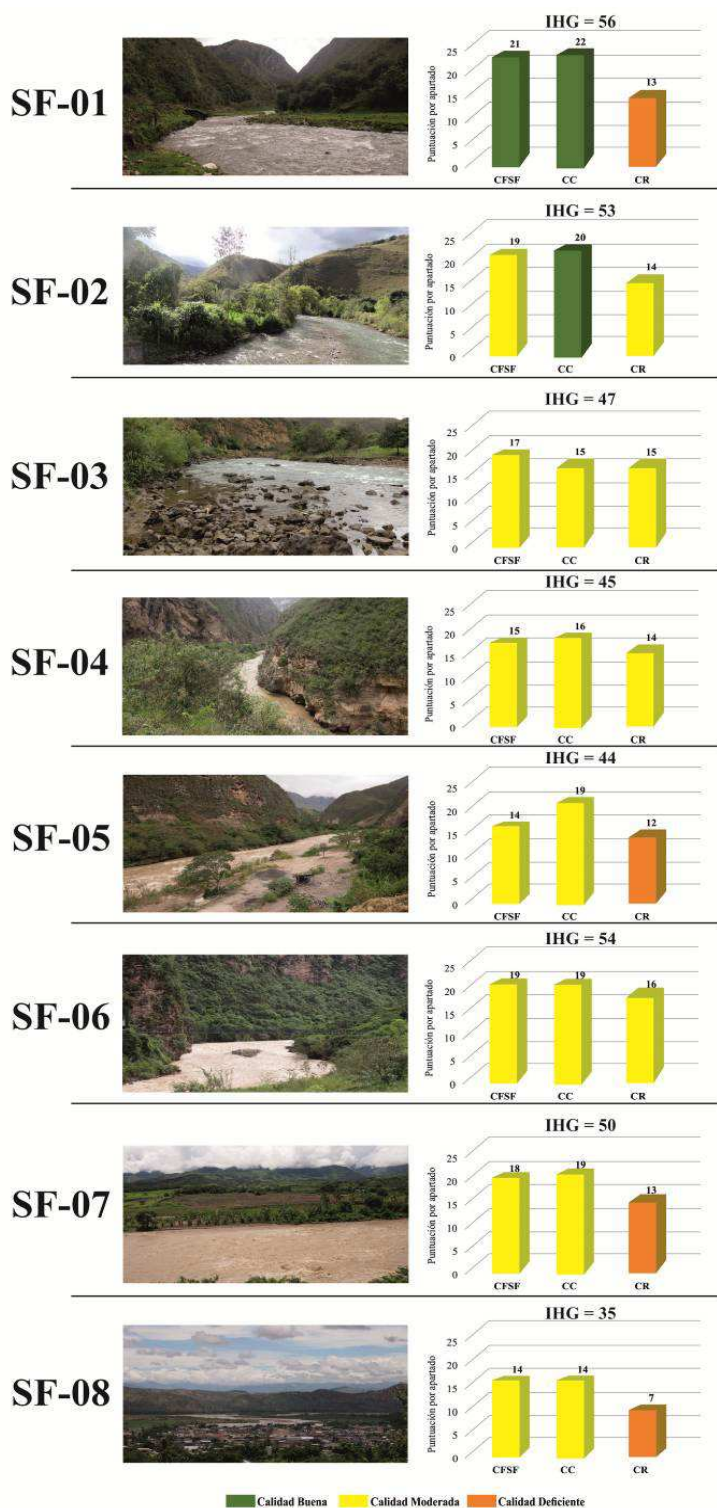 IHG = 56
SF-01
Puntuación por apartado
25
20
15
10
5
0
21
22
13
CFSF
CC
CR
IHG = 53
SF-02
Puntuación por apartado
25
20
15
10
5
0
19
20
14
CFSF
CC
CR
IHG = 47
SF-03
Puntuación por apartado
25
20
15
10
5
0
17
15
15
CFSF
CC
CR
IHG = 45
SF-04
Puntuación por apartado
25
20
15
10
5
0
15
16
14
CFSF
CC
CR
IHG = 44
SF-05
Puntuación por apartado
25
20
15
10
5
0
14
19
12
CFSF
CC
CR
IHG = 54
SF-06
Puntuación por apartado
25
20
15
10
5
0
19
19
16
CFSF
CC
CR
IHG = 50
SF-07
Puntuación por apartado
25
20
15
10
5
0
18
19
13
CFSF
CC
CR
IHG = 35
SF-08
Puntuación por apartado
25
20
15
10
5
0
14
14
7
CFSF
CC
CR
Calidad Buena
Calidad Moderada
Calidad Deficiente